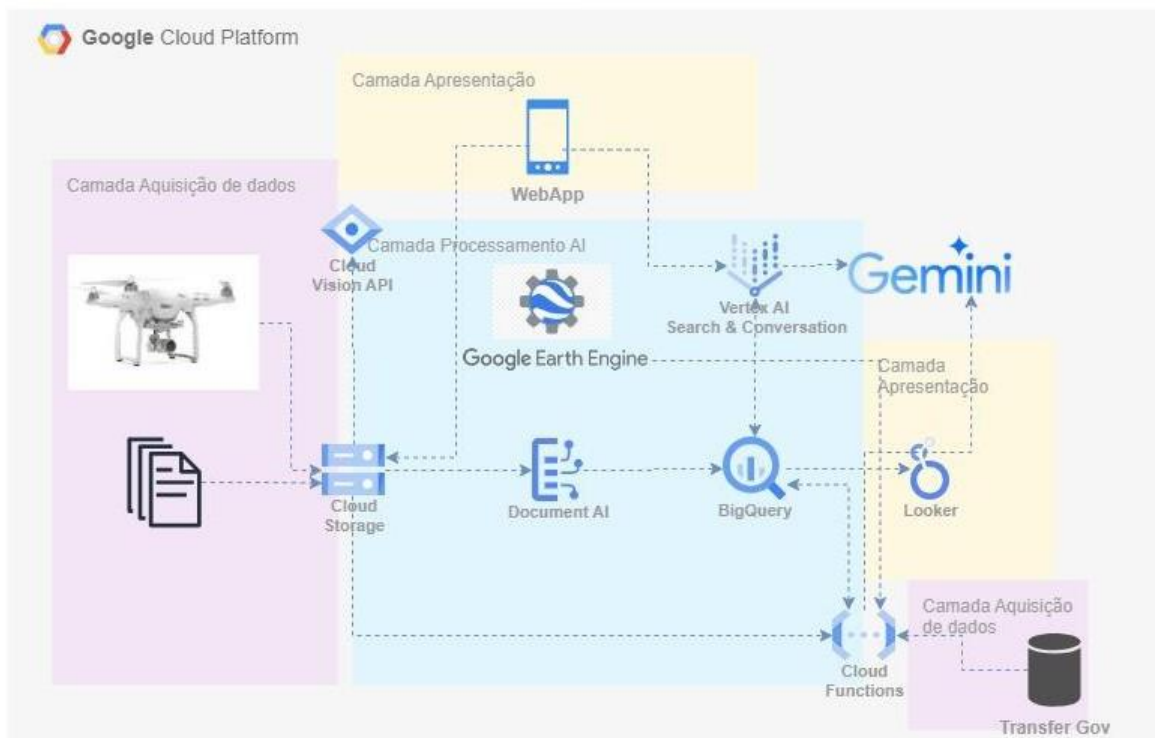 Google Cloud Platform
Camada Apresentação
WebApp
Camada Aquisição de dados
Camada Processamento AI
Cloud
Vision API
Google Earth Engine
Vertex AI
Search & Conversation
Gemini
Camada
Apresentação
Cloud
Storage
Document AI
BigQuery
Looker
Camada Aquisição
de dados
Cloud
Functions
Transfer Gov